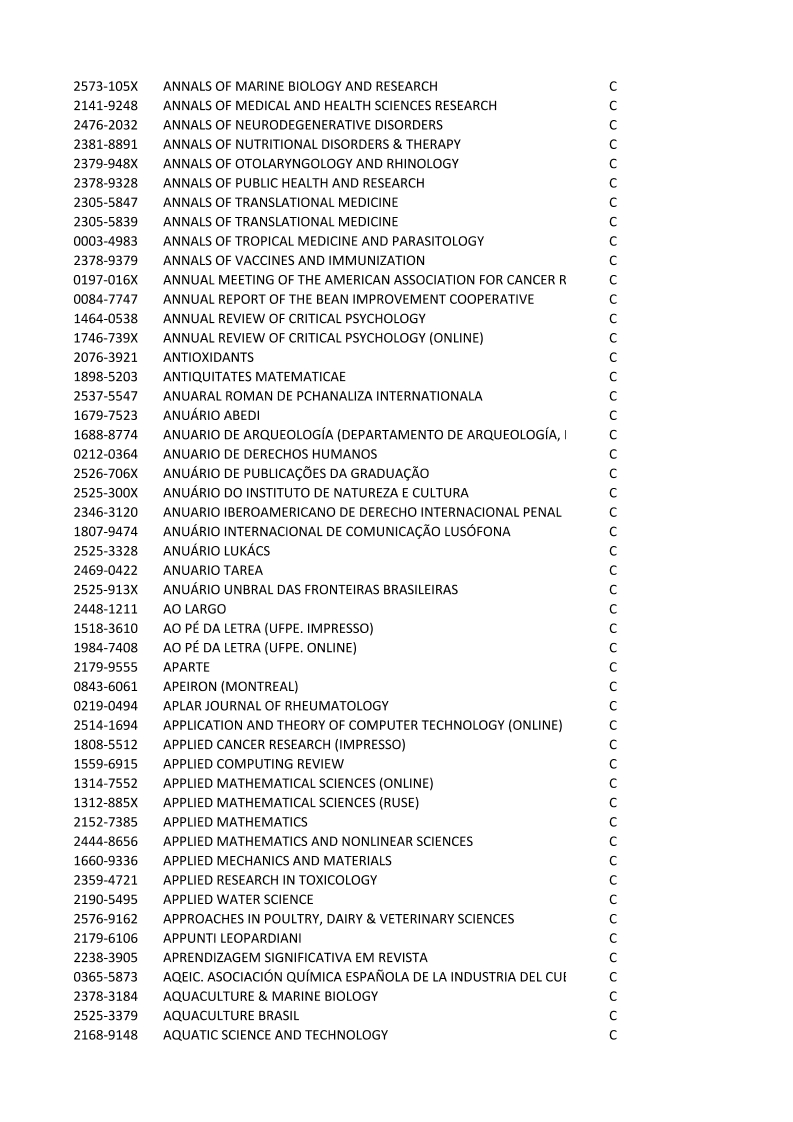 2573-105X ANNALS OF MARINE BIOLOGY AND RESEARCH C
2141-9248 ANNALS OF MEDICAL AND HEALTH SCIENCES RESEARCH C
2476-2032 ANNALS OF NEURODEGENERATIVE DISORDERS C
2381-8891 ANNALS OF NUTRITIONAL DISORDERS & THERAPY C
2379-948X ANNALS OF OTOLARYNGOLOGY AND RHINOLOGY C
2378-9328 ANNALS OF PUBLIC HEALTH AND RESEARCH C
2305-5847 ANNALS OF TRANSLATIONAL MEDICINE C
2305-5839 ANNALS OF TRANSLATIONAL MEDICINE C
0003-4983 ANNALS OF TROPICAL MEDICINE AND PARASITOLOGY C
2378-9379 ANNALS OF VACCINES AND IMMUNIZATION C
0197-016X ANNUAL MEETING OF THE AMERICAN ASSOCIATION FOR CANCER R C
0084-7747 ANNUAL REPORT OF THE BEAN IMPROVEMENT COOPERATIVE C
1464-0538 ANNUAL REVIEW OF CRITICAL PSYCHOLOGY C
1746-739X ANNUAL REVIEW OF CRITICAL PSYCHOLOGY (ONLINE) C
2076-3921 ANTIOXIDANTS C
1898-5203 ANTIQUITATES MATEMATICAE C
2537-5547 ANUARAL ROMAN DE PCHANALIZA INTERNATIONALA C
1679-7523 ANUÁRIO ABEDI C
1688-8774 ANUARIO DE ARQUEOLOGÍA (DEPARTAMENTO DE ARQUEOLOGÍA, C
0212-0364 ANUARIO DE DERECHOS HUMANOS C
2526-706X ANUÁRIO DE PUBLICAÇÕES DA GRADUAÇÃO C
2525-300X ANUÁRIO DO INSTITUTO DE NATUREZA E CULTURA C
2346-3120 ANUARIO IBEROAMERICANO DE DERECHO INTERNACIONAL PENAL C
1807-9474 ANUÁRIO INTERNACIONAL DE COMUNICAÇÃO LUSÓFONA C
2525-3328 ANUÁRIO LUKÁCS C
2469-0422 ANUARIO TAREA C
2525-913X ANUÁRIO UNBRAL DAS FRONTEIRAS BRASILEIRAS C
2448-1211 AO LARGO C
1518-3610 AO PÉ DA LETRA (UFPE. IMPRESSO) C
1984-7408 AO PÉ DA LETRA (UFPE. ONLINE) C
2179-9555 APARTE C
0843-6061 APEIRON (MONTREAL) C
0219-0494 APLAR JOURNAL OF RHEUMATOLOGY C
2514-1694 APPLICATION AND THEORY OF COMPUTER TECHNOLOGY (ONLINE) C
1808-5512 APPLIED CANCER RESEARCH (IMPRESSO) C
1559-6915 APPLIED COMPUTING REVIEW C
1314-7552 APPLIED MATHEMATICAL SCIENCES (ONLINE) C
1312-885X APPLIED MATHEMATICAL SCIENCES (RUSE) C
2152-7385 APPLIED MATHEMATICS C
2444-8656 APPLIED MATHEMATICS AND NONLINEAR SCIENCES C
1660-9336 APPLIED MECHANICS AND MATERIALS C
2359-4721 APPLIED RESEARCH IN TOXICOLOGY C
2190-5495 APPLIED WATER SCIENCE C
2576-9162 APPROACHES IN POULTRY, DAIRY & VETERINARY SCIENCES C
2179-6106 APPUNTI LEOPARDIANI C
2238-3905 APRENDIZAGEM SIGNIFICATIVA EM REVISTA C
0365-5873 AQEIC. ASOCIACIÓN QUÍMICA ESPAÑOLA DE LA INDUSTRIA DEL C
2378-3184 AQUACULTURE & MARINE BIOLOGY C
2525-3379 AQUACULTURE BRASIL C
2168-9148 AQUATIC SCIENCE AND TECHNOLOGY C